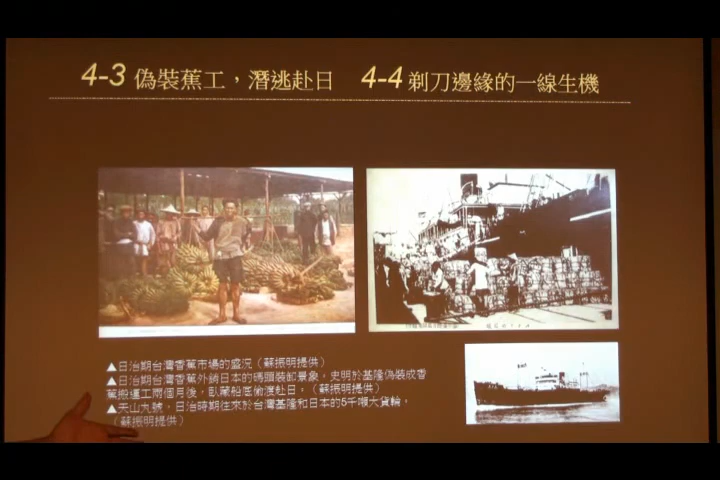 4-3 偽裝蕉工，潛逃赴日　4-4 剃刀邊緣的一線生機
▲日治期台灣香蕉市場的盛況（蘇振明提供）
▲日治期台灣香蕉外銷日本的碼頭裝卸景象，史明於基隆偽裝成香
蕉搬運工兩個月後，臥藏船底偷渡赴日。（蘇振明提供）
▲天山丸號，日治時期往來於台灣基隆和日本的5千噸大貨輪。
（蘇振明提供）